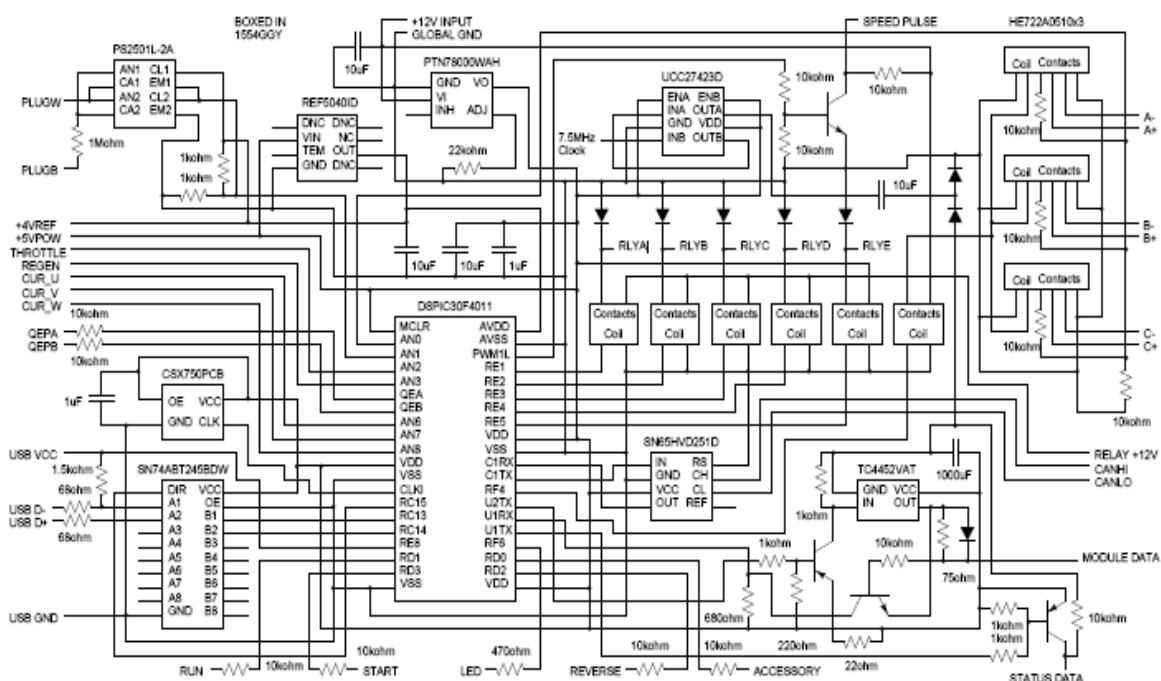 BOXED IN
1554GGY
+12V INPUT
GLOBAL GND
SPEED PULSE
HE722A0510x3
PS2501L-2A
AN1 CL1
CA1 EM1
AN2 CL2
CA2 EM2
PLUGW
1Mohm
PLUGB
1kohm
1kohm
10uF
PTN78000WAH
GND VO
VI
INH ADJ
REF5040ID
DNC DNC
VIN NC
TEM OUT
GND DNC
22kohm
UCC27423D
ENA ENB
INA OUTA
GND VDD
INB OUTB
7.5MHz
Clock
10kohm
10kohm
10kohm
10uF
Coil Contacts
10kohm
A-
A+
Coil Contacts
10kohm
B-
B+
Coil Contacts
10kohm
C-
C+
10kohm
+4VREF
+5VPOW
THROTTLE
REGEN
CUR_U
CUR_V
CUR_W
10kohm
QEPA
QEPB
10kohm
10uF
10uF
1uF
RLYA
RLYB
RLYC
RLYD
RLYE
Contacts
Coil
Contacts
Coil
Contacts
Coil
Contacts
Coil
Contacts
Coil
Contacts
Coil
DSPIC30F4011
MCLR AVDD
AN0 AVSS
AN1 PWM1L
AN2 RE1
AN3 RE2
QEA RE3
QEB RE4
AN6 RE5
AN7 VDD
AN8 VSS
VDD C1RX
VSS C1TX
CLKI RF4
RC15 U2TX
RC13 U1RX
RC14 U1TX
RE8 RF6
RD1 RD0
RD3 RD2
VSS VDD
CSX750PCB
OE VCC
GND CLK
1uF
USB VCC
1.5kohm
68ohm
USB D-
USB D+
68ohm
USB GND
SN74ABT245BDW
DIR VCC
A1 OE
A2 B1
A3 B2
A4 B3
A5 B4
A6 B5
A7 B6
A8 B7
GND B8
SN65HVD251D
IN RS
GND CH
VCC CL
OUT REF
TC4452VAT
GND VCC
IN OUT
1000uF
1kohm
RELAY +12V
CANHI
CANLO
1kohm
10kohm
75ohm
MODULE DATA
680ohm
220ohm
22ohm
1kohm
1kohm
10kohm
STATUS DATA
RUN
10kohm
10kohm
START
LED
470ohm
REVERSE
10kohm
10kohm
ACCESSORY